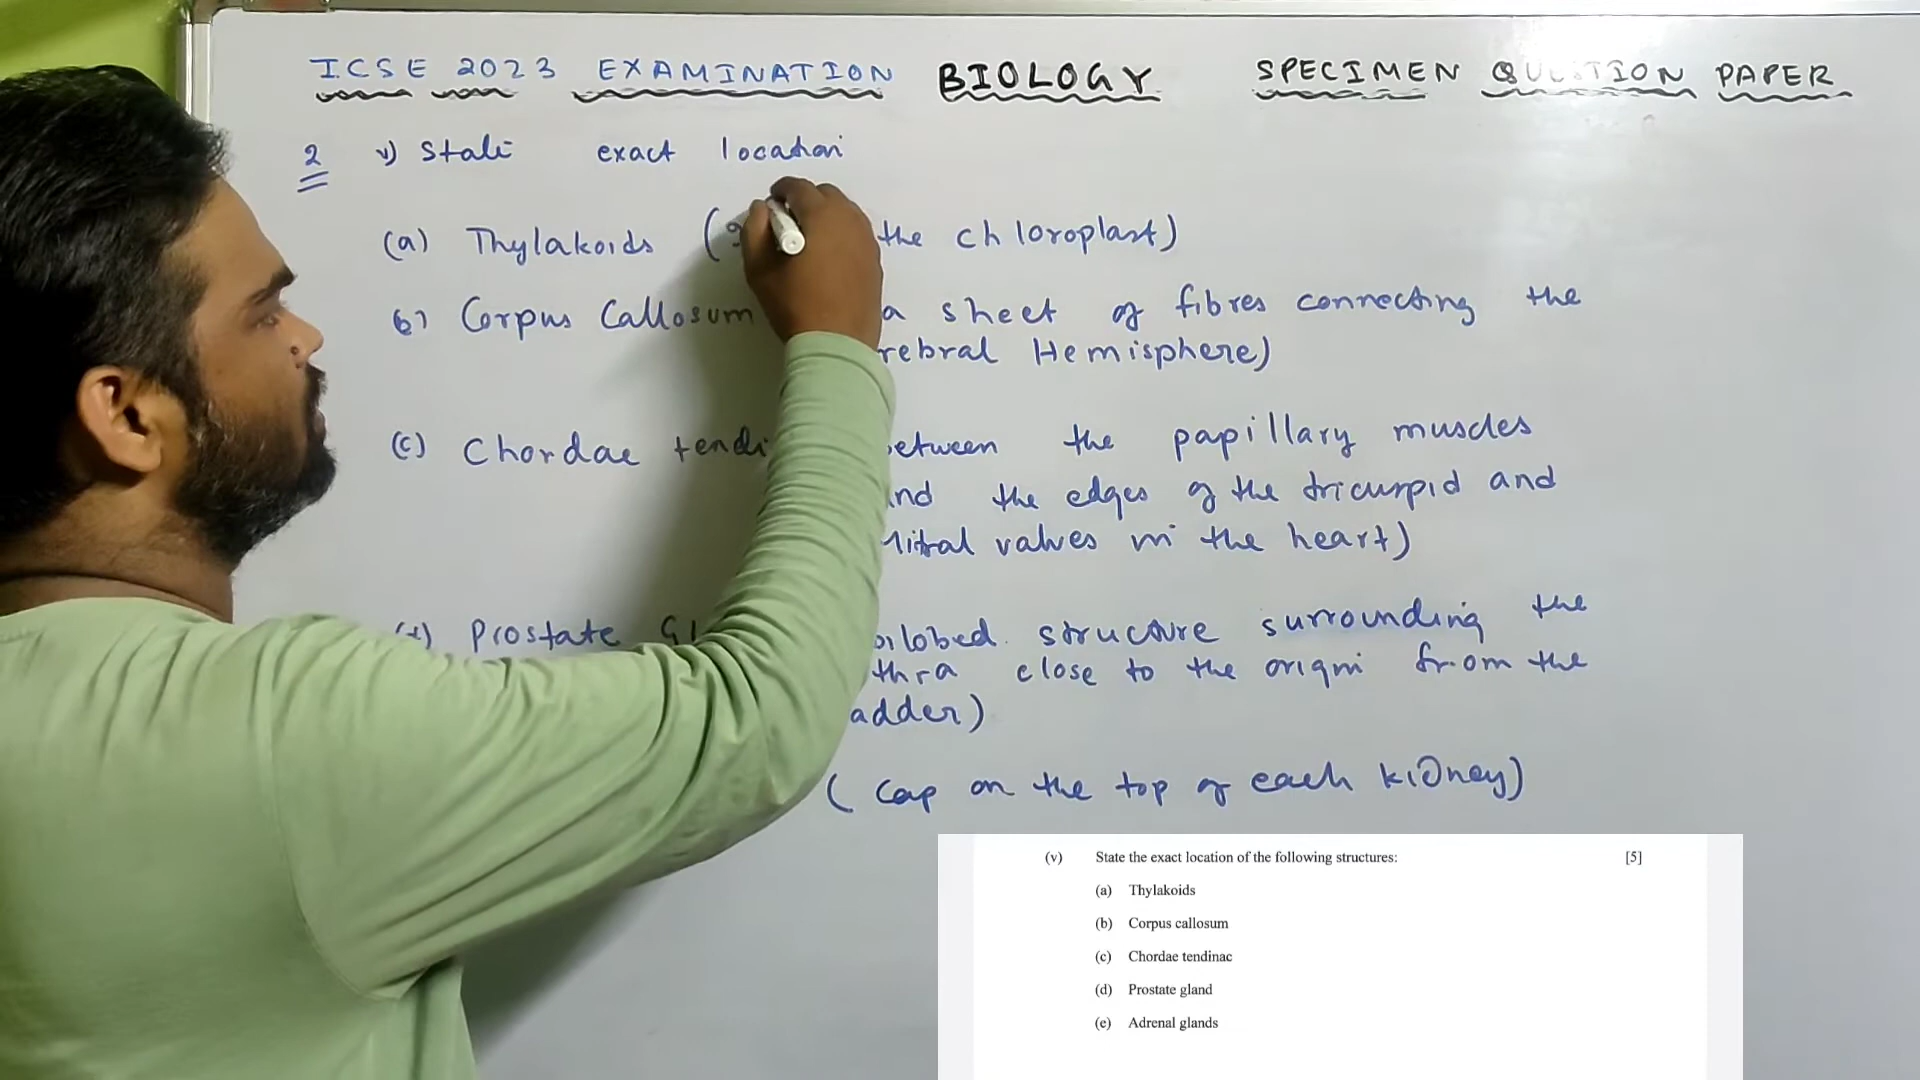 ICSE 2023 EXAMINATION BIOLOGY SPECIMEN QUESTION PAPER
2 v) State exact location
(a) Thylakoids ( the chloroplast)
(b) Corpus Callosum a sheet of fibres connecting the
Hemisphere)
(c) Chordae the papillary muscles
the edges of the tricuspid and
valves in the heart)
Prostate structure surrounding the
close to the origin from the
(Cap on the top of each kidney)
(v) State the exact location of the following structures: [5]
(a) Thylakoids
(b) Corpus callosum
(c) Chordae tendinac
(d) Prostate gland
(e) Adrenal glands